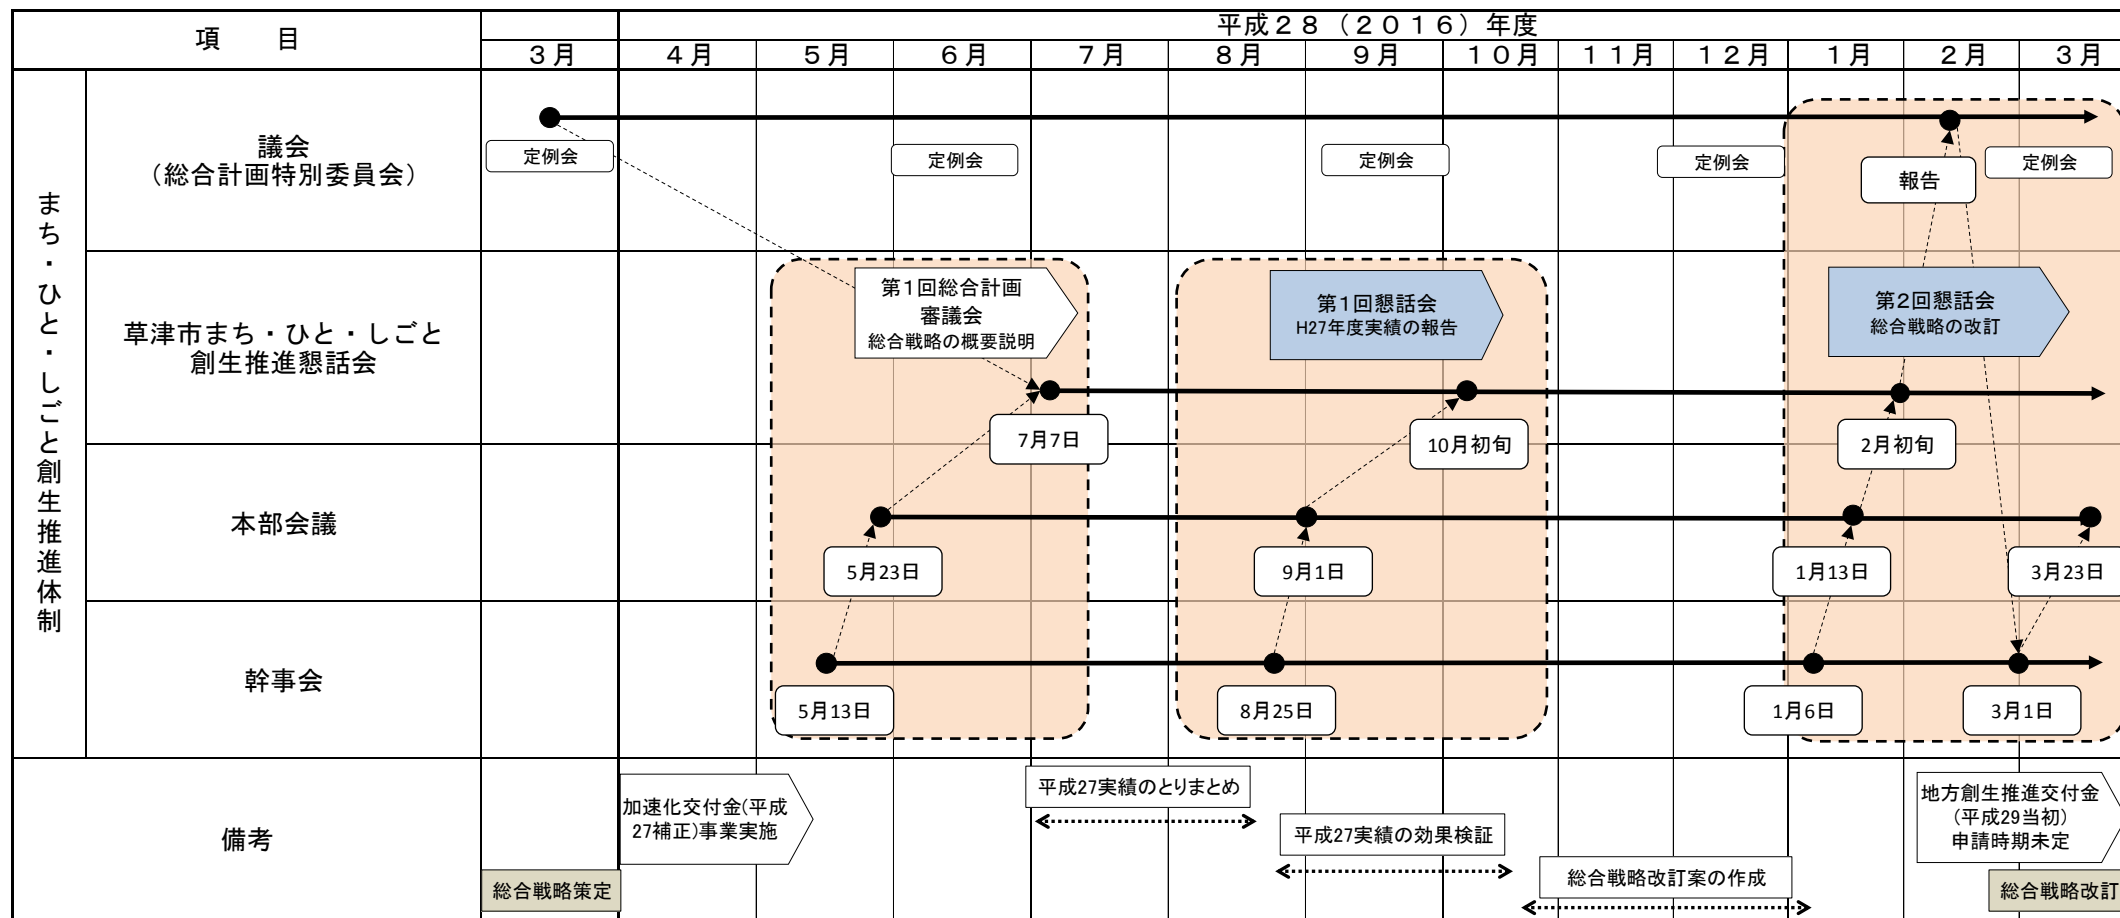 項　　目
平成２８（２０１６）年度
３月
４月
５月
６月
７月
８月
９月
１０月
１１月
１２月
１月
２月
３月
まち・ひと・しごと創生推進体制
議会
（総合計画特別委員会）
定例会
定例会
定例会
定例会
報告
定例会
草津市まち・ひと・しごと
創生推進懇話会
第１回総合計画
審議会
総合戦略の概要説明
第１回懇話会
H27年度実績の報告
第２回懇話会
総合戦略の改訂
7月7日
10月初旬
2月初旬
本部会議
5月23日
9月1日
1月13日
3月23日
幹事会
5月13日
8月25日
1月6日
3月1日
備考
加速化交付金(平成
27補正)事業実施
平成27実績のとりまとめ
平成27実績の効果検証
総合戦略改訂案の作成
地方創生推進交付金
(平成29当初)
申請時期未定
総合戦略策定
総合戦略改訂